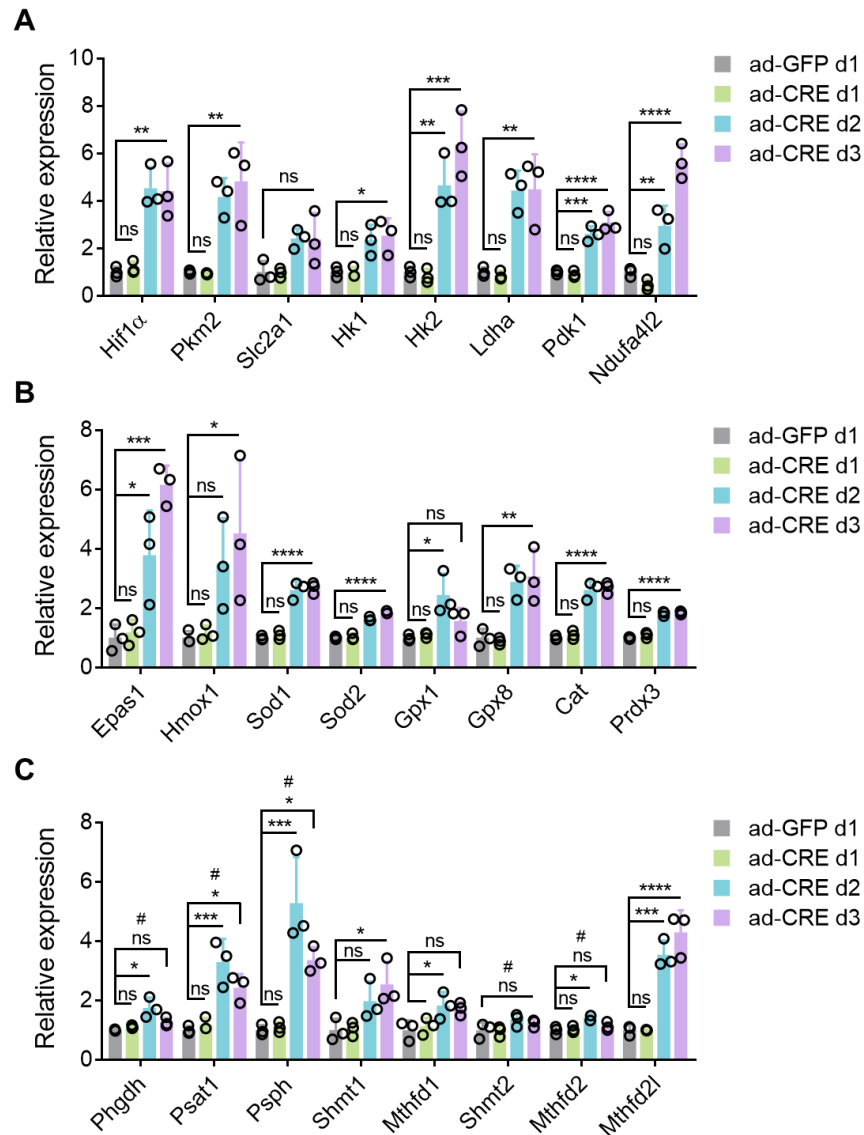 A
Relative expression
10
8
6
4
2
0
ns
**
**
ns
ns
ns
*
ns
**
***
ns
**
ns
***
****
ns
**
****
Hif1α
Pkm2
Slc2a1
Hk1
Hk2
Ldha
Pdk1
Ndufa4l2
ad-GFP d1
ad-CRE d1
ad-CRE d2
ad-CRE d3
B
Relative expression
8
6
4
2
0
ns
*
***
ns
ns
*
ns
****
ns
****
ns
*
ns
ns
**
ns
****
ns
****
Epas1
Hmox1
Sod1
Sod2
Gpx1
Gpx8
Cat
Prdx3
ad-GFP d1
ad-CRE d1
ad-CRE d2
ad-CRE d3
C
Relative expression
8
6
4
2
0
#
ns
*
ns
#
*
***
ns
#
*
***
ns
*
ns
ns
*
ns
#
ns
#
ns
*
ns
****
***
ns
Phgdh
Psat1
Psph
Shmt1
Mthfd1
Shmt2
Mthfd2
Mthfd2l
ad-GFP d1
ad-CRE d1
ad-CRE d2
ad-CRE d3